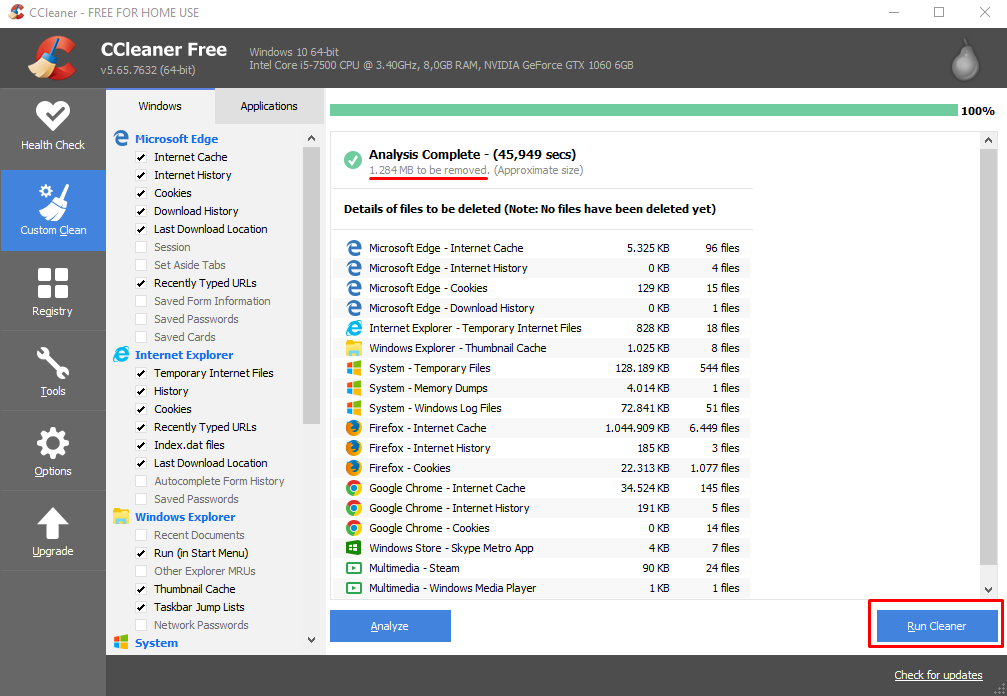 CCleaner - FREE FOR HOME USE
CCleaner Free
v5.65.7632 (64-bit)
Windows 10 64-bit
Intel Core i5-7500 CPU @ 3.40GHz, 8,0GB RAM, NVIDIA GeForce GTX 1060 6GB
Health Check
Custom Clean
Registry
Tools
Options
Upgrade
Windows
Applications
Microsoft Edge
Internet Cache
Internet History
Cookies
Download History
Last Download Location
Session
Set Aside Tabs
Recently Typed URLs
Saved Form Information
Saved Passwords
Saved Cards
Internet Explorer
Temporary Internet Files
History
Cookies
Recently Typed URLs
Index.dat files
Last Download Location
Autocomplete Form History
Saved Passwords
Windows Explorer
Recent Documents
Run (in Start Menu)
Other Explorer MRUs
Thumbnail Cache
Taskbar Jump Lists
Network Passwords
System
100%
Analysis Complete - (45,949 secs)
1.284 MB to be removed. (Approximate size)
Details of files to be deleted (Note: No files have been deleted yet)
Microsoft Edge - Internet Cache 5.325 KB 96 files
Microsoft Edge - Internet History 0 KB 4 files
Microsoft Edge - Cookies 129 KB 15 files
Microsoft Edge - Download History 0 KB 1 files
Internet Explorer - Temporary Internet Files 828 KB 18 files
Windows Explorer - Thumbnail Cache 1.025 KB 8 files
System - Temporary Files 128.189 KB 544 files
System - Memory Dumps 4.014 KB 1 files
System - Windows Log Files 72.841 KB 51 files
Firefox - Internet Cache 1.044.909 KB 6.449 files
Firefox - Internet History 185 KB 3 files
Firefox - Cookies 22.313 KB 1.077 files
Google Chrome - Internet Cache 34.524 KB 145 files
Google Chrome - Internet History 191 KB 5 files
Google Chrome - Cookies 0 KB 14 files
Windows Store - Skype Metro App 4 KB 7 files
Multimedia - Steam 90 KB 24 files
Multimedia - Windows Media Player 1 KB 1 files
Analyze
Run Cleaner
Check for updates